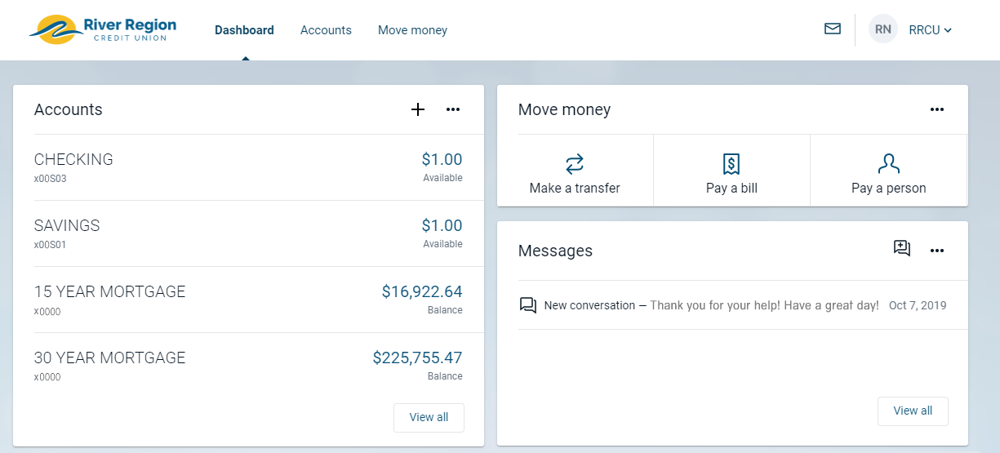 River Region
CREDIT UNION
Dashboard
Accounts
Move money
RN
RRCU
Accounts
CHECKING
$1.00
x00S03
Available
SAVINGS
$1.00
x00S01
Available
15 YEAR MORTGAGE
$16,922.64
x0000
Balance
30 YEAR MORTGAGE
$225,755.47
x0000
Balance
View all
Move money
Make a transfer
Pay a bill
Pay a person
Messages
New conversation — Thank you for your help! Have a great day! Oct 7, 2019
View all